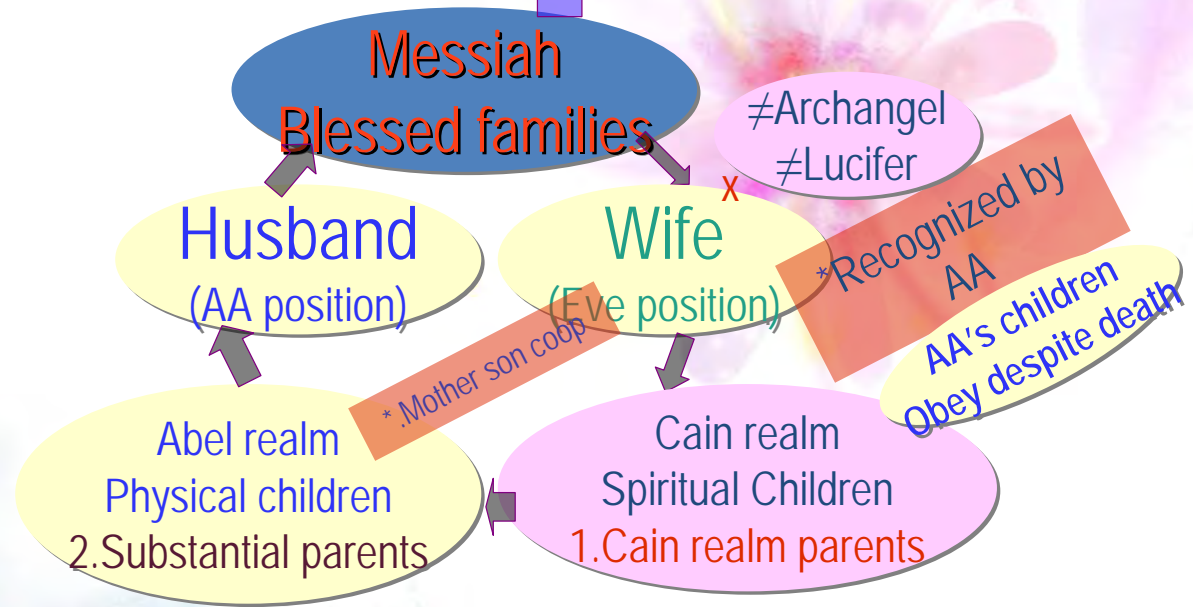 Messiah
Blessed families
≠Archangel
≠Lucifer
x
Husband
(AA position)
Wife
(Eve position)
*Recognized by
AA
AA's children
Obey despite death
*.Mother son coop
Abel realm
Physical children
2.Substantial parents
Cain realm
Spiritual Children
1.Cain realm parents